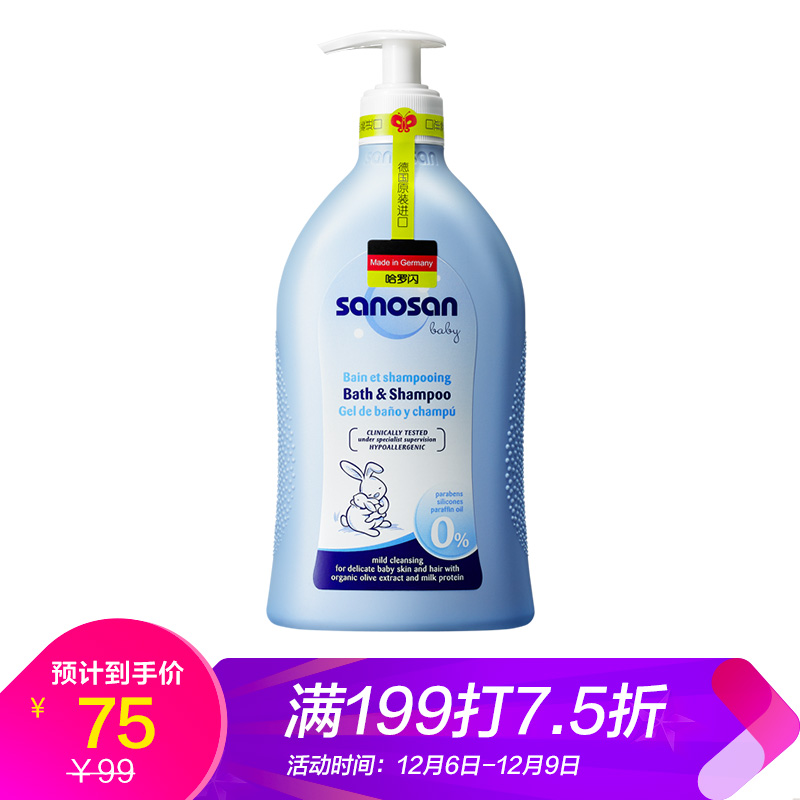 德国原装进口
Made in Germany
哈罗闪
sanosan
baby
Bain et shampooing
Bath & Shampoo
Gel de baño y champú
CLINICALLY TESTED
under specialist supervision
HYPOALLERGENIC
parabens
silicones
paraffin oil
0%
mild cleansing
for delicate baby skin and hair with
organic olive extract and milk protein
预计到手价
¥75
¥99
满199打7.5折
活动时间：12月6日-12月9日